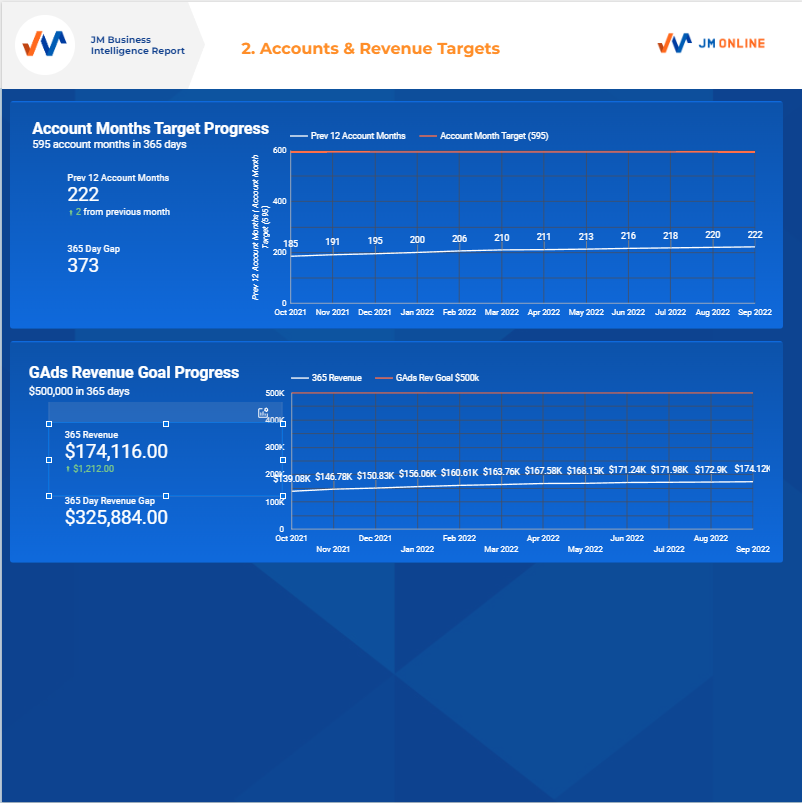 JM Business
Intelligence Report
2. Accounts & Revenue Targets
JM ONLINE
Account Months Target Progress
595 account months in 365 days
Prev 12 Account Months
222
2 from previous month
365 Day Gap
373
Prev 12 Account Months Account Month Target (595)
Prev 12 Account Months | Account Month
Target (595)
600
400
200
0
185 191 195 200 206 210 211 213 216 218 220 222
Oct 2021 Nov 2021 Dec 2021 Jan 2022 Feb 2022 Mar 2022 Apr 2022 May 2022 Jun 2022 Jul 2022 Aug 2022 Sep 2022
GAds Revenue Goal Progress
$500,000 in 365 days
365 Revenue
$174,116.00
$1,212.00
365 Day Revenue Gap
$325,884.00
365 Revenue GAds Rev Goal $500k
500K
400K
300K
200K
100K
0
$139.08K $146.78K $150.83K $156.06K $160.61K $163.76K $167.58K $168.15K $171.24K $171.98K $172.9K $174.12K
Oct 2021 Dec 2021 Feb 2022 Apr 2022 Jun 2022 Aug 2022
Nov 2021 Jan 2022 Mar 2022 May 2022 Jul 2022 Sep 2022